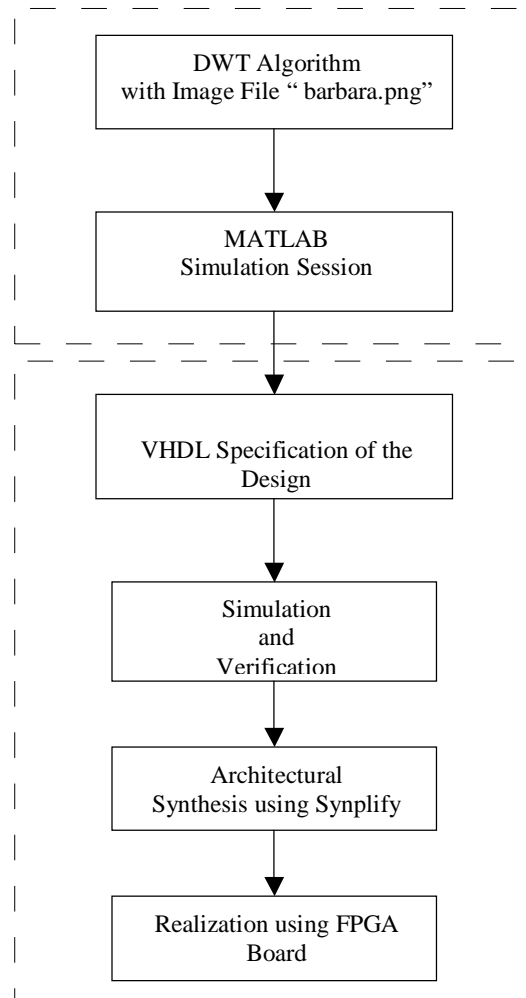 DWT Algorithm
with Image File “ barbara.png”
MATLAB
Simulation Session
VHDL Specification of the
Design
Simulation
and
Verification
Architectural
Synthesis using Synplify
Realization using FPGA
Board